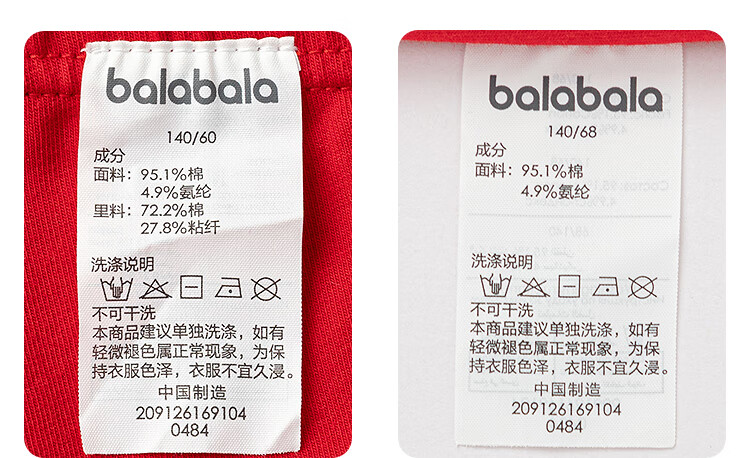 balabala
140/60
成分
面料：95.1%棉
4.9%氨纶
里料：72.2%棉
27.8%粘纤
洗涤说明
不可干洗
本商品建议单独洗涤，如有
轻微褪色属正常现象，为保
持衣服色泽，衣服不宜久浸。
中国制造
209126169104
0484
balabala
140/68
成分
面料：95.1%棉
4.9%氨纶
洗涤说明
不可干洗
本商品建议单独洗涤，如有
轻微褪色属正常现象，为保
持衣服色泽，衣服不宜久浸。
中国制造
209126169104
0484